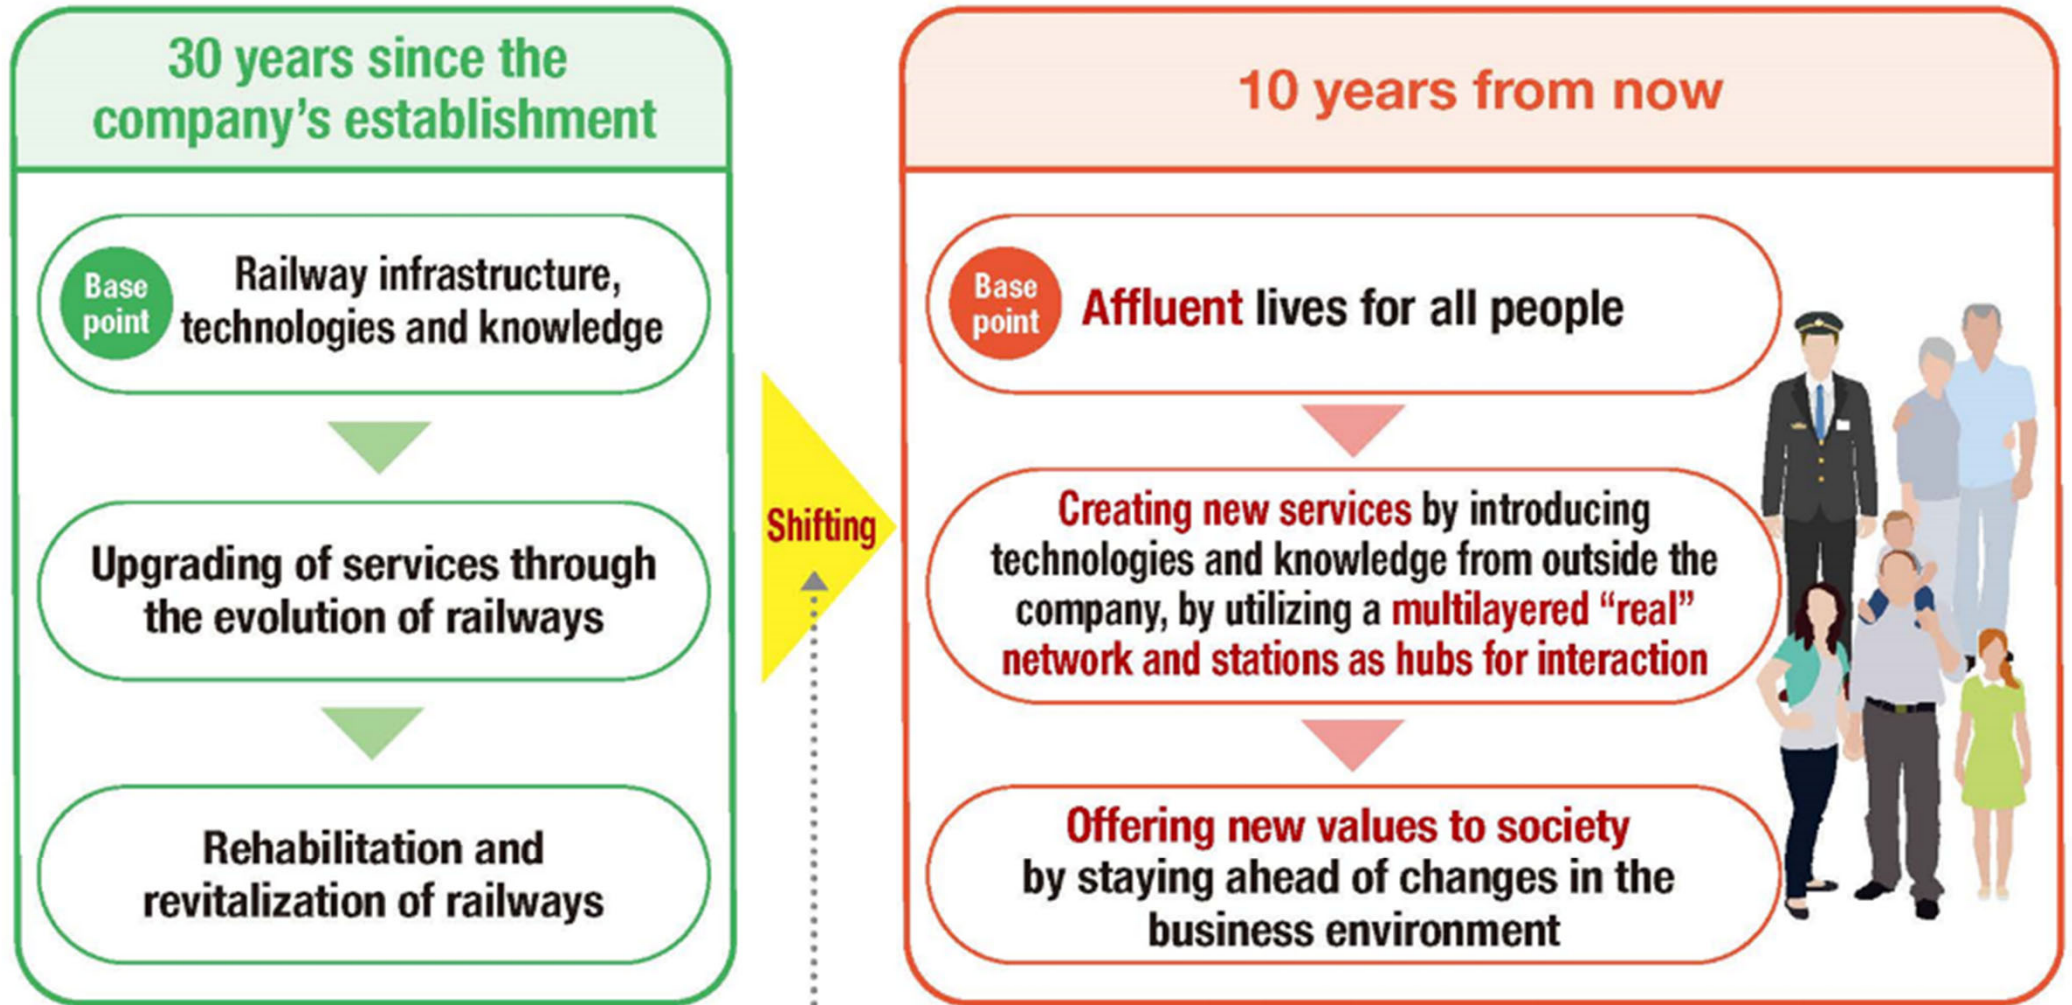 30 years since the
company's establishment
Base
point
Railway infrastructure,
technologies and knowledge
Upgrading of services through
the evolution of railways
Rehabilitation and
revitalization of railways
Shifting
10 years from now
Base
point
Affluent lives for all people
Creating new services by introducing
technologies and knowledge from outside the
company, by utilizing a multilayered “real”
network and stations as hubs for interaction
Offering new values to society
by staying ahead of changes in the
business environment